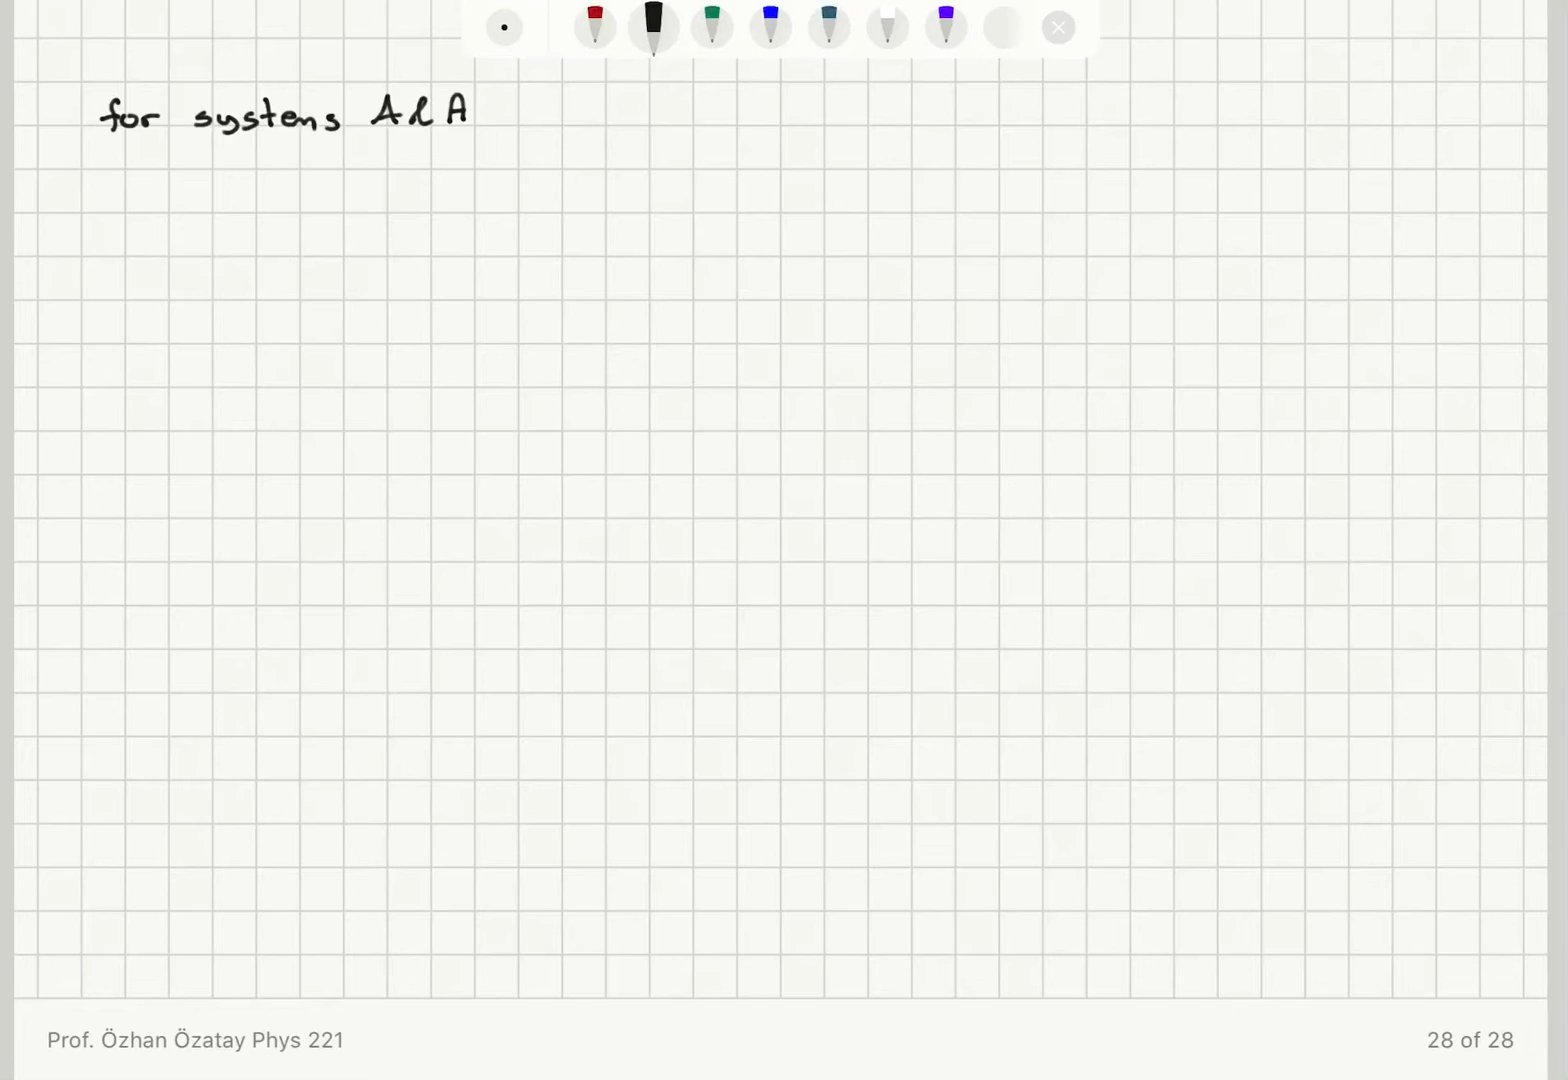 for systems A & A
Prof. Özhan Özatay Phys 221
28 of 28